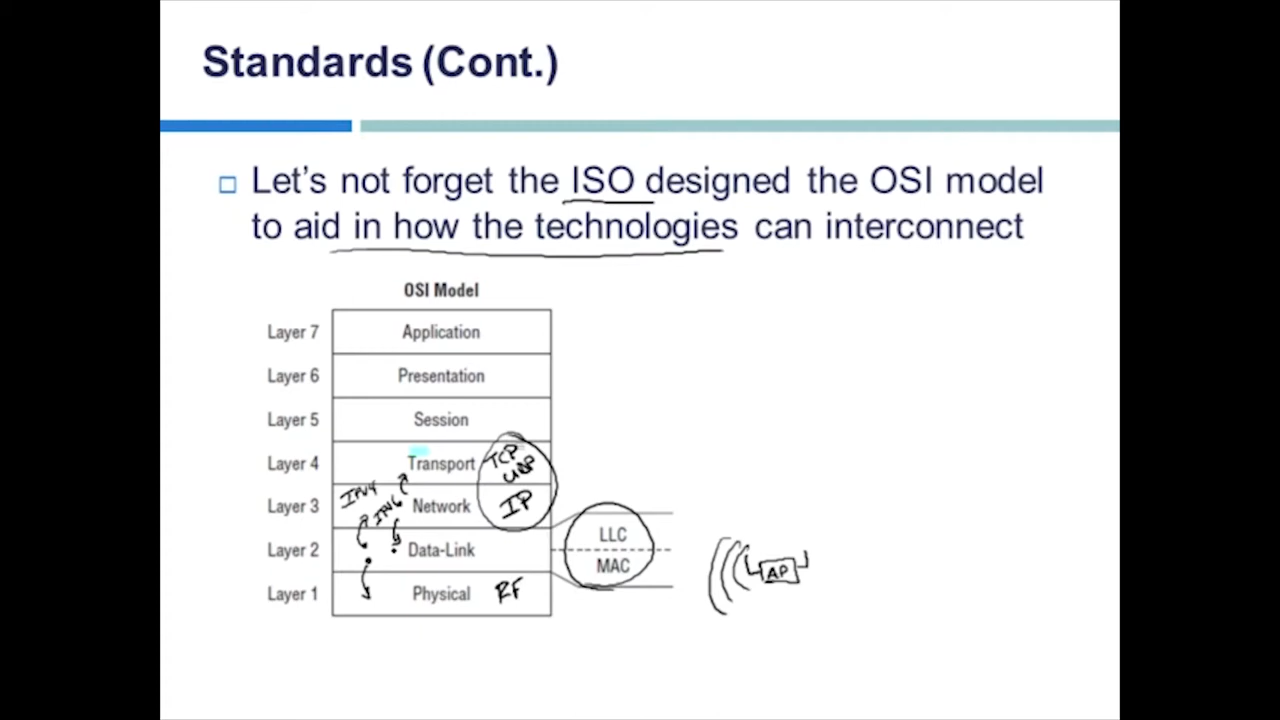 Standards (Cont.)
Let's not forget the ISO designed the OSI model
to aid in how the technologies can interconnect
OSI Model
Layer 7 Application
Layer 6 Presentation
Layer 5 Session
Layer 4 Transport TCP
UDP
Layer 3 IPv4 IPv6 Network IP
Layer 2 Data-Link
LLC
MAC
Layer 1 Physical RF
AP